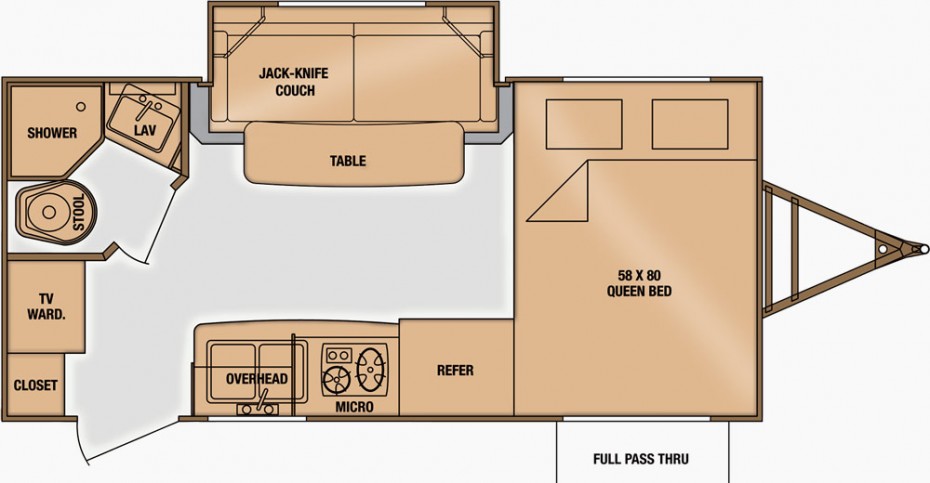 JACK-KNIFE
COUCH
SHOWER
LAV
TABLE
STOOL
58 X 80
QUEEN BED
TV
WARD.
CLOSET
OVERHEAD
MICRO
REFER
FULL PASS THRU